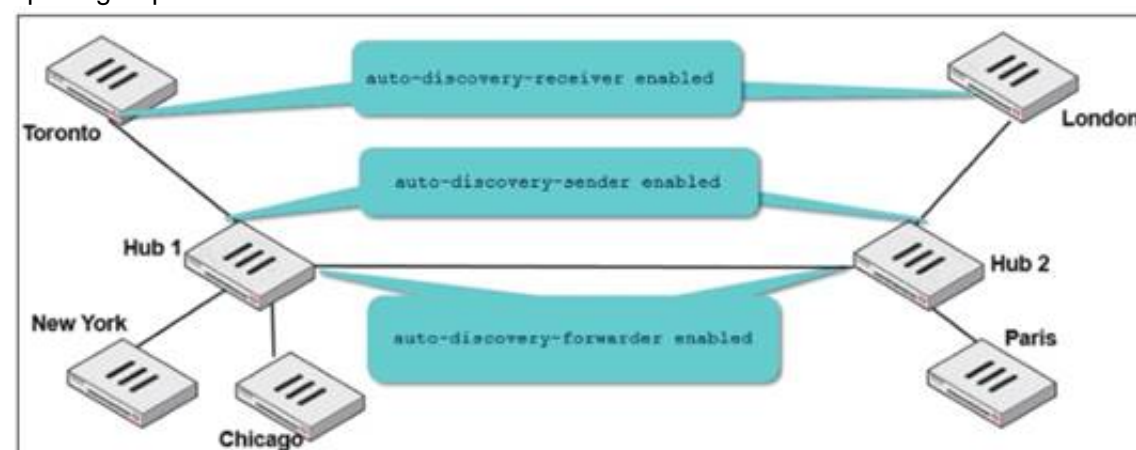 auto-discovery-receiver enabled
Toronto
London
auto-discovery-sender enabled
Hub 1
Hub 2
New York
auto-discovery-forwarder enabled
Paris
Chicago